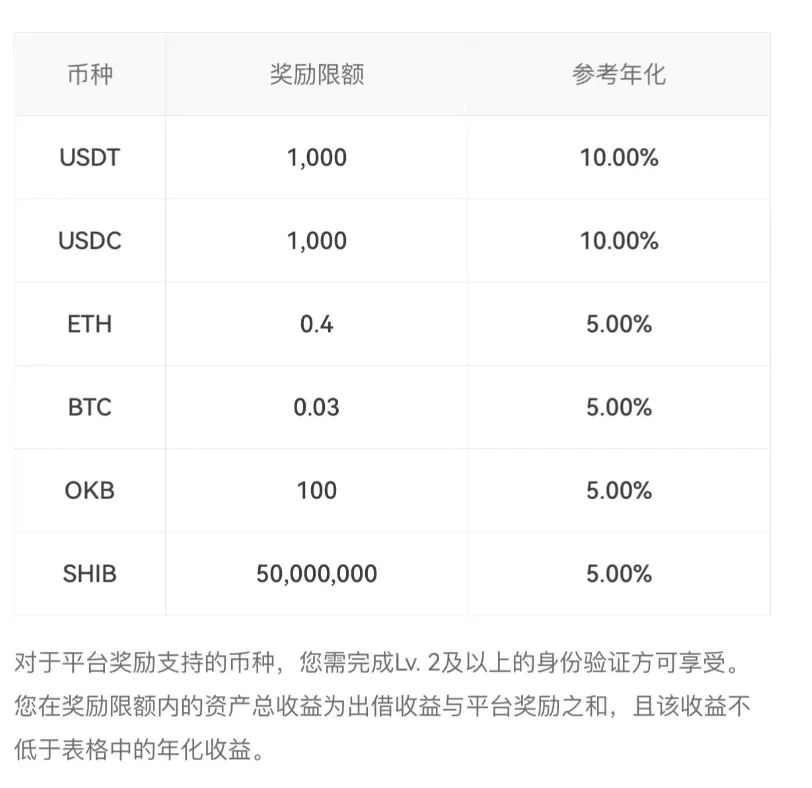 币种 奖励限额 参考年化
USDT 1,000 10.00%
USDC 1,000 10.00%
ETH 0.4 5.00%
BTC 0.03 5.00%
OKB 100 5.00%
SHIB 50,000,000 5.00%
对于平台奖励支持的币种，您需完成Lv. 2及以上的身份验证方可享受。
您在奖励限额内的资产总收益为出借收益与平台奖励之和，且该收益不
低于表格中的年化收益。